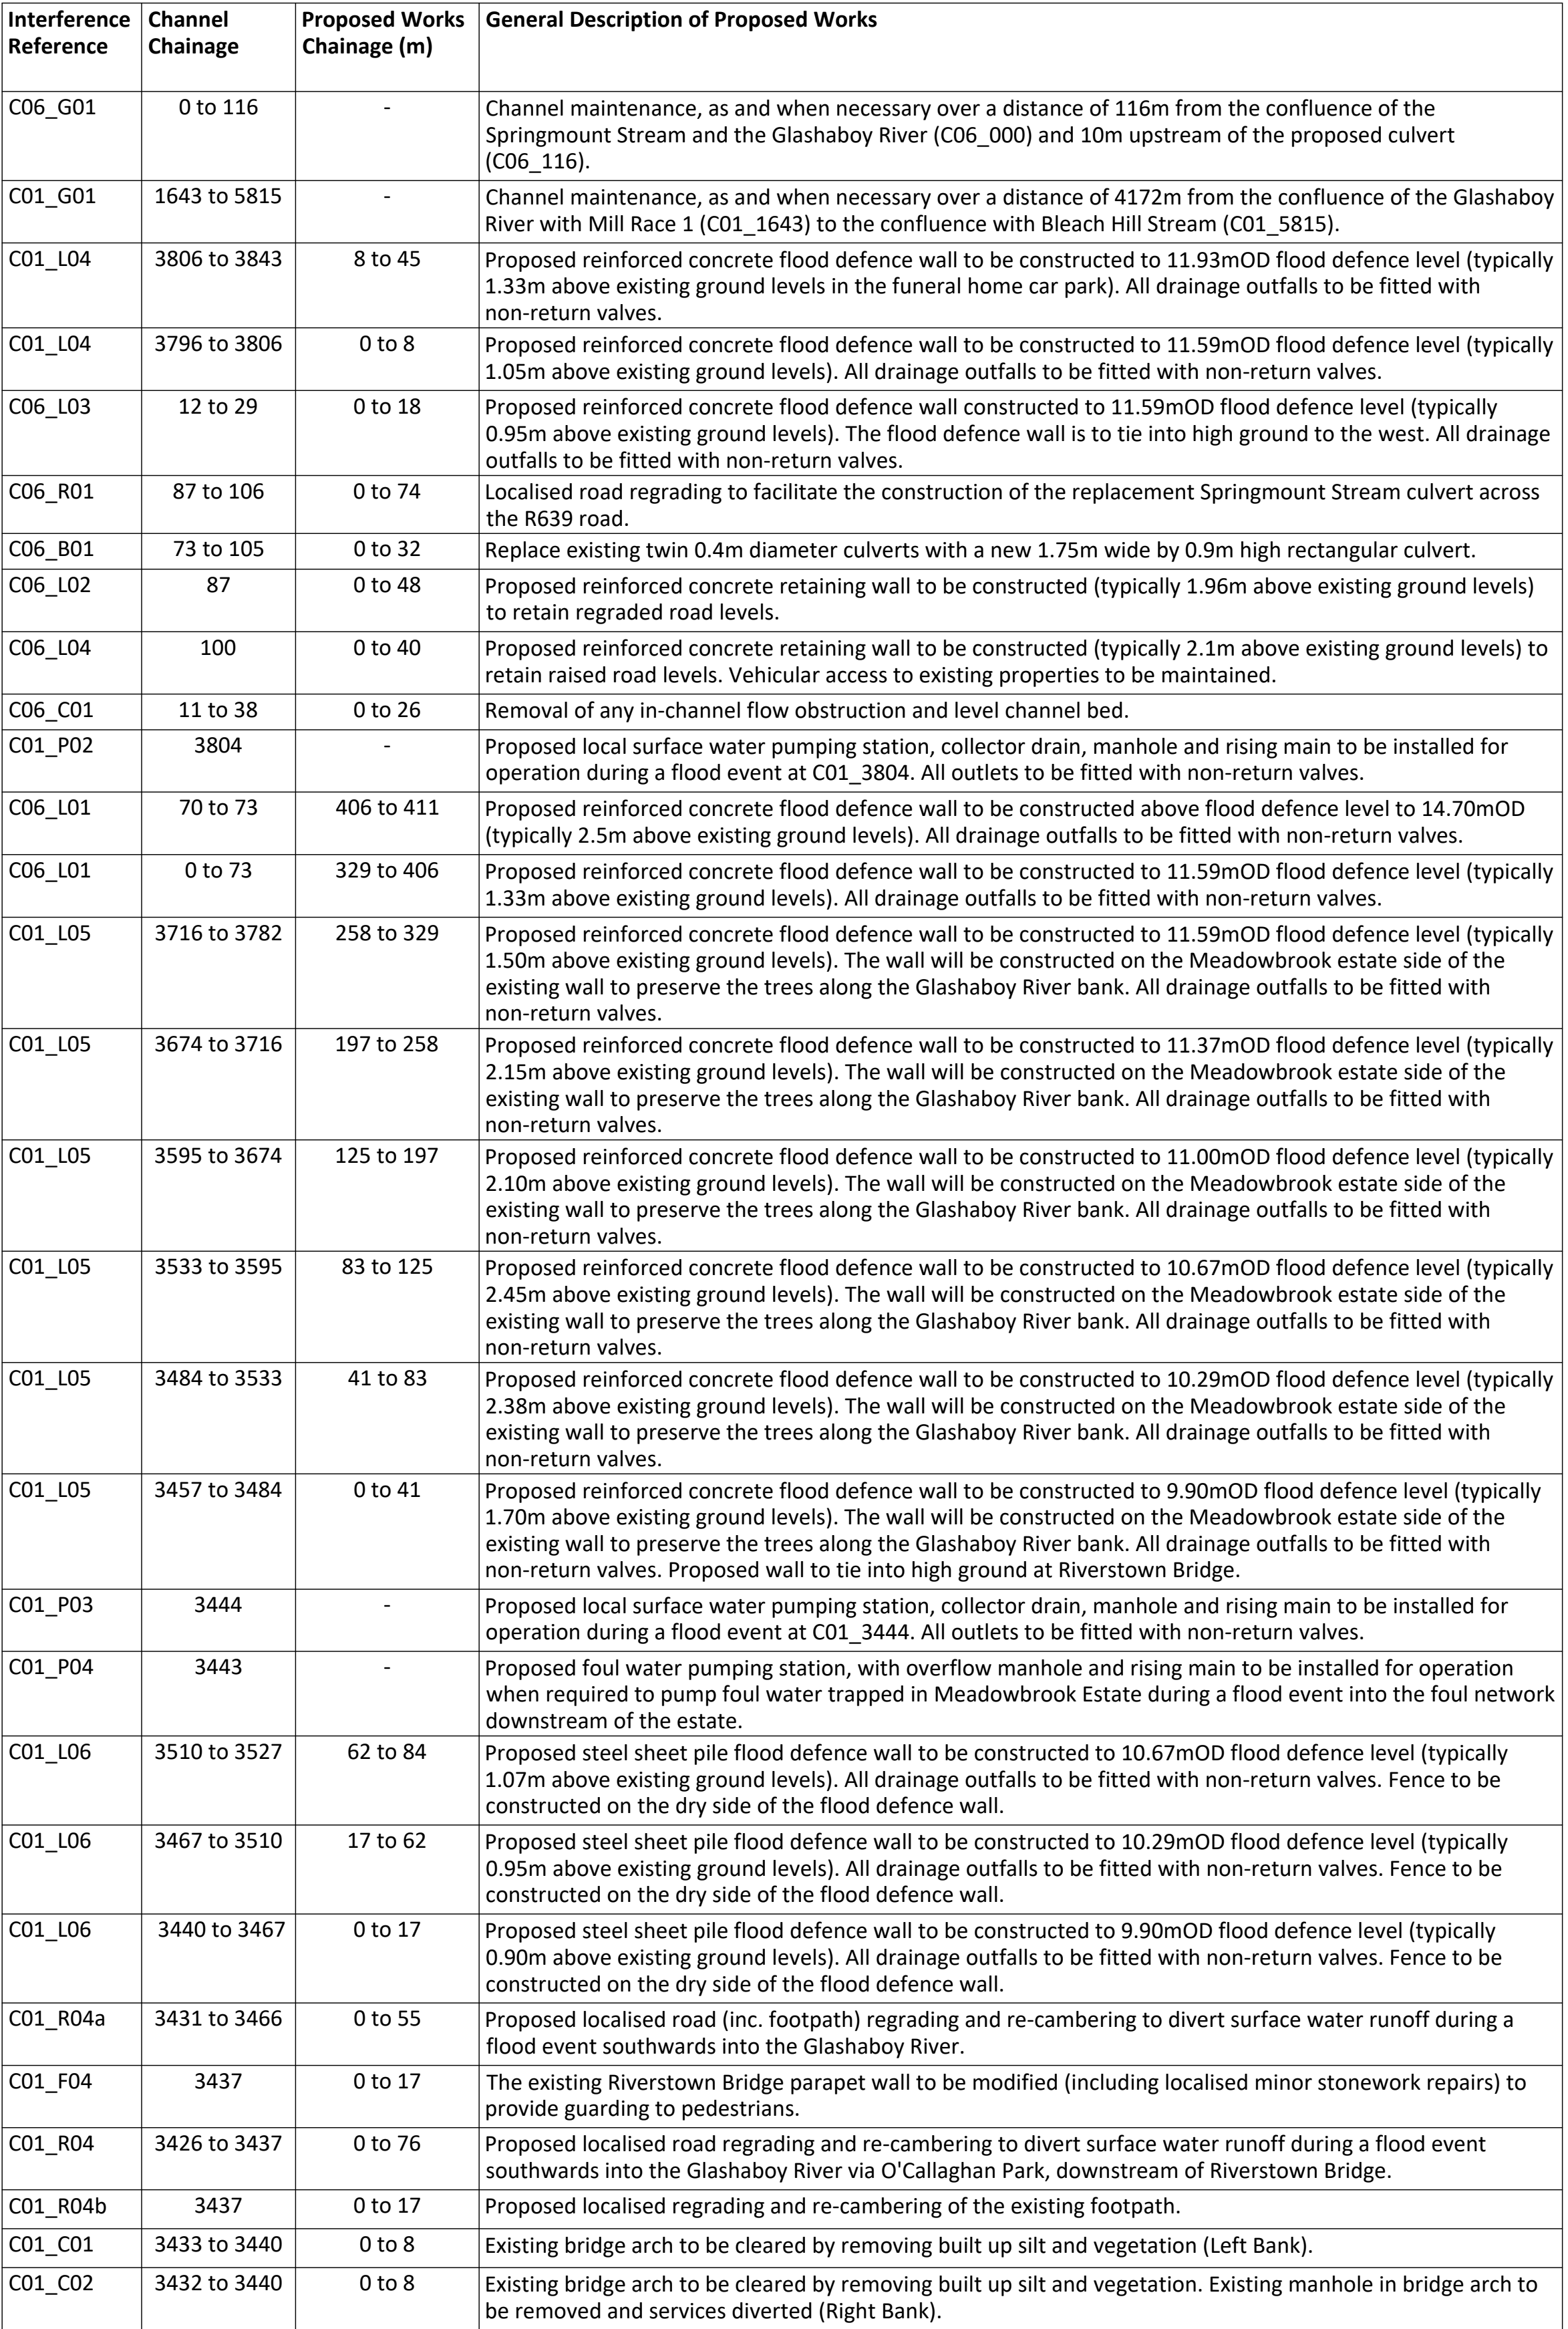 Interference Channel Proposed Works General Description of Proposed Works
Reference Chainage Chainage (m)
C06_G01 0 to 116 - Channel maintenance, as and when necessary over a distance of 116m from the confluence of the
Springmount Stream and the Glashaboy River (C06_000) and 10m upstream of the proposed culvert
(C06_116).
C01_G01 1643 to 5815 - Channel maintenance, as and when necessary over a distance of 4172m from the confluence of the Glashaboy
River with Mill Race 1 (C01_1643) to the confluence with Bleach Hill Stream (C01_5815).
C01_L04 3806 to 3843 8 to 45 Proposed reinforced concrete flood defence wall to be constructed to 11.93mOD flood defence level (typically
1.33m above existing ground levels in the funeral home car park). All drainage outfalls to be fitted with
non-return valves.
C01_L04 3796 to 3806 0 to 8 Proposed reinforced concrete flood defence wall to be constructed to 11.59mOD flood defence level (typically
1.05m above existing ground levels). All drainage outfalls to be fitted with non-return valves.
C06_L03 12 to 29 0 to 18 Proposed reinforced concrete flood defence wall constructed to 11.59mOD flood defence level (typically
0.95m above existing ground levels). The flood defence wall is to tie into high ground to the west. All drainage
outfalls to be fitted with non-return valves.
C06_R01 87 to 106 0 to 74 Localised road regrading to facilitate the construction of the replacement Springmount Stream culvert across
the R639 road.
C06_B01 73 to 105 0 to 32 Replace existing twin 0.4m diameter culverts with a new 1.75m wide by 0.9m high rectangular culvert.
C06_L02 87 0 to 48 Proposed reinforced concrete retaining wall to be constructed (typically 1.96m above existing ground levels)
to retain regraded road levels.
C06_L04 100 0 to 40 Proposed reinforced concrete retaining wall to be constructed (typically 2.1m above existing ground levels) to
retain raised road levels. Vehicular access to existing properties to be maintained.
C06_C01 11 to 38 0 to 26 Removal of any in-channel flow obstruction and level channel bed.
C01_P02 3804 - Proposed local surface water pumping station, collector drain, manhole and rising main to be installed for
operation during a flood event at C01_3804. All outlets to be fitted with non-return valves.
C06_L01 70 to 73 406 to 411 Proposed reinforced concrete flood defence wall to be constructed above flood defence level to 14.70mOD
(typically 2.5m above existing ground levels). All drainage outfalls to be fitted with non-return valves.
C06_L01 0 to 73 329 to 406 Proposed reinforced concrete flood defence wall to be constructed to 11.59mOD flood defence level (typically
1.33m above existing ground levels). All drainage outfalls to be fitted with non-return valves.
C01_L05 3716 to 3782 258 to 329 Proposed reinforced concrete flood defence wall to be constructed to 11.59mOD flood defence level (typically
1.50m above existing ground levels). The wall will be constructed on the Meadowbrook estate side of the
existing wall to preserve the trees along the Glashaboy River bank. All drainage outfalls to be fitted with
non-return valves.
C01_L05 3674 to 3716 197 to 258 Proposed reinforced concrete flood defence wall to be constructed to 11.37mOD flood defence level (typically
2.15m above existing ground levels). The wall will be constructed on the Meadowbrook estate side of the
existing wall to preserve the trees along the Glashaboy River bank. All drainage outfalls to be fitted with
non-return valves.
C01_L05 3595 to 3674 125 to 197 Proposed reinforced concrete flood defence wall to be constructed to 11.00mOD flood defence level (typically
2.10m above existing ground levels). The wall will be constructed on the Meadowbrook estate side of the
existing wall to preserve the trees along the Glashaboy River bank. All drainage outfalls to be fitted with
non-return valves.
C01_L05 3533 to 3595 83 to 125 Proposed reinforced concrete flood defence wall to be constructed to 10.67mOD flood defence level (typically
2.45m above existing ground levels). The wall will be constructed on the Meadowbrook estate side of the
existing wall to preserve the trees along the Glashaboy River bank. All drainage outfalls to be fitted with
non-return valves.
C01_L05 3484 to 3533 41 to 83 Proposed reinforced concrete flood defence wall to be constructed to 10.29mOD flood defence level (typically
2.38m above existing ground levels). The wall will be constructed on the Meadowbrook estate side of the
existing wall to preserve the trees along the Glashaboy River bank. All drainage outfalls to be fitted with
non-return valves.
C01_L05 3457 to 3484 0 to 41 Proposed reinforced concrete flood defence wall to be constructed to 9.90mOD flood defence level (typically
1.70m above existing ground levels). The wall will be constructed on the Meadowbrook estate side of the
existing wall to preserve the trees along the Glashaboy River bank. All drainage outfalls to be fitted with
non-return valves. Proposed wall to tie into high ground at Riverstown Bridge.
C01_P03 3444 - Proposed local surface water pumping station, collector drain, manhole and rising main to be installed for
operation during a flood event at C01_3444. All outlets to be fitted with non-return valves.
C01_P04 3443 - Proposed foul water pumping station, with overflow manhole and rising main to be installed for operation
when required to pump foul water trapped in Meadowbrook Estate during a flood event into the foul network
downstream of the estate.
C01_L06 3510 to 3527 62 to 84 Proposed steel sheet pile flood defence wall to be constructed to 10.67mOD flood defence level (typically
1.07m above existing ground levels). All drainage outfalls to be fitted with non-return valves. Fence to be
constructed on the dry side of the flood defence wall.
C01_L06 3467 to 3510 17 to 62 Proposed steel sheet pile flood defence wall to be constructed to 10.29mOD flood defence level (typically
0.95m above existing ground levels). All drainage outfalls to be fitted with non-return valves. Fence to be
constructed on the dry side of the flood defence wall.
C01_L06 3440 to 3467 0 to 17 Proposed steel sheet pile flood defence wall to be constructed to 9.90mOD flood defence level (typically
0.90m above existing ground levels). All drainage outfalls to be fitted with non-return valves. Fence to be
constructed on the dry side of the flood defence wall.
C01_R04a 3431 to 3466 0 to 55 Proposed localised road (inc. footpath) regrading and re-cambering to divert surface water runoff during a
flood event southwards into the Glashaboy River.
C01_F04 3437 0 to 17 The existing Riverstown Bridge parapet wall to be modified (including localised minor stonework repairs) to
provide guarding to pedestrians.
C01_R04 3426 to 3437 0 to 76 Proposed localised road regrading and re-cambering to divert surface water runoff during a flood event
southwards into the Glashaboy River via O'Callaghan Park, downstream of Riverstown Bridge.
C01_R04b 3437 0 to 17 Proposed localised regrading and re-cambering of the existing footpath.
C01_C01 3433 to 3440 0 to 8 Existing bridge arch to be cleared by removing built up silt and vegetation (Left Bank).
C01_C02 3432 to 3440 0 to 8 Existing bridge arch to be cleared by removing built up silt and vegetation. Existing manhole in bridge arch to
be removed and services diverted (Right Bank).